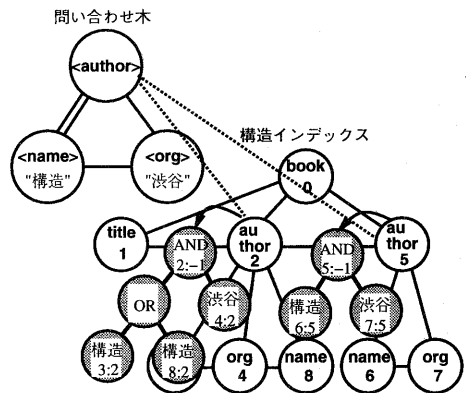 問い合わせ木
<author>
<name>
"構造"
<org>
"渋谷"
構造インデックス
book
0
title
1
AND
2:−1
au
thor
2
AND
5:−1
au
thor
5
OR
渋谷
4:2
構造
6:5
渋谷
7:5
構造
3:2
構造
8:2
org
4
name
8
name
6
org
7